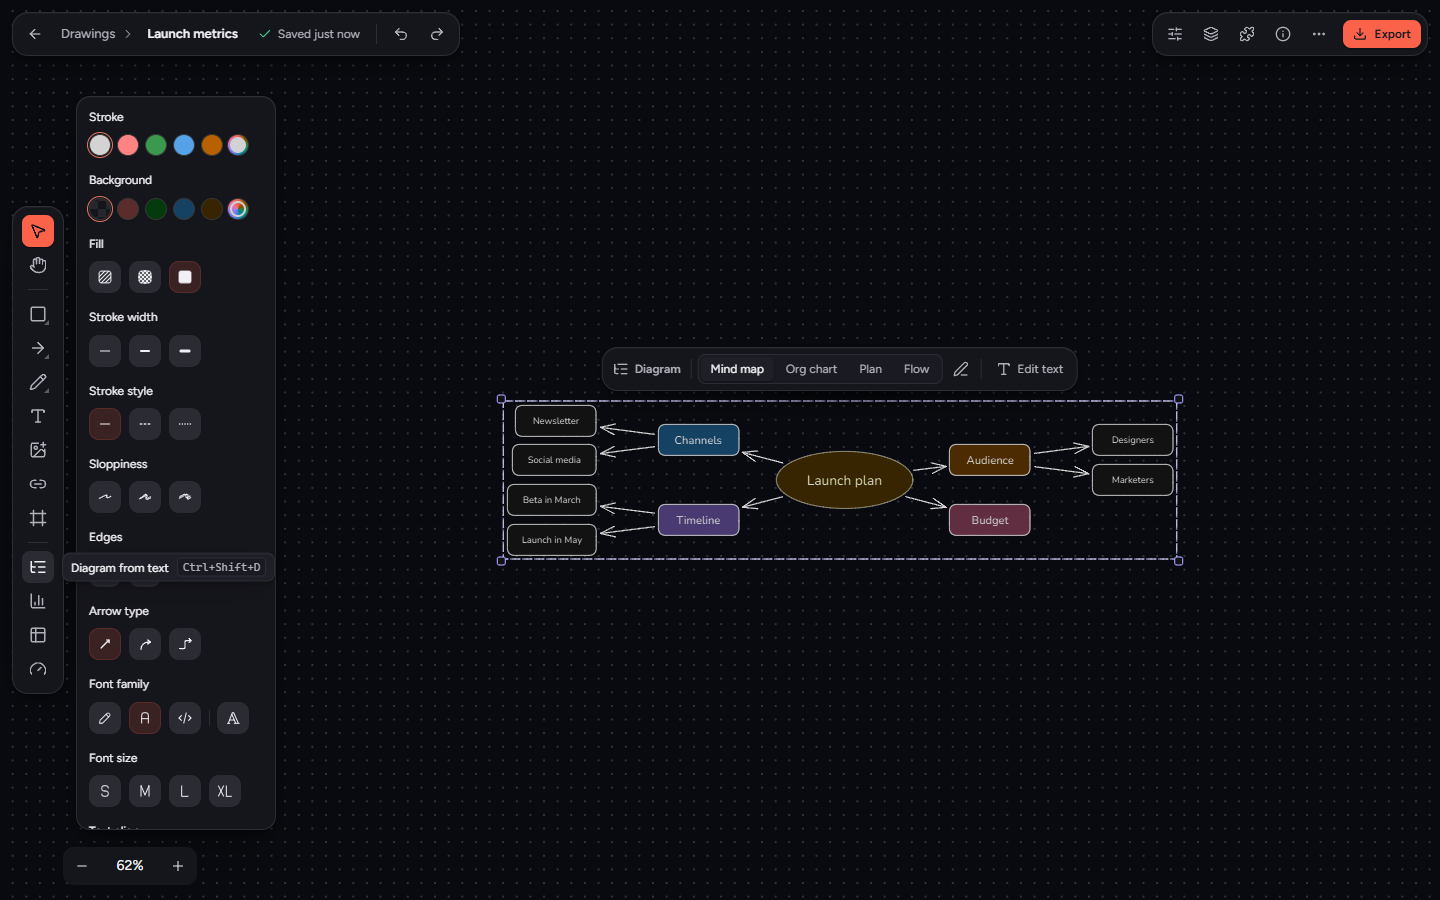 Drawings
Launch metrics
Saved just now
Export
Stroke
Background
Fill
Stroke width
Stroke style
Sloppiness
Edges
Diagram from text Ctrl+Shift+D
Arrow type
Font family
Font size
S M L XL
62%
Diagram Mind map Org chart Plan Flow Edit text
Newsletter
Social media
Beta in March
Launch in May
Channels
Timeline
Launch plan
Audience
Budget
Designers
Marketers